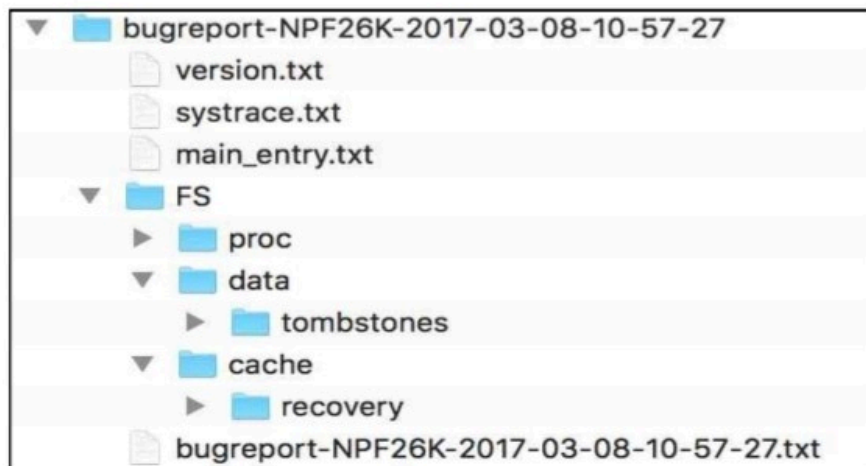 bugreport-NPF26K-2017-03-08-10-57-27
version.txt
systrace.txt
main_entry.txt
FS
proc
data
tombstones
cache
recovery
bugreport-NPF26K-2017-03-08-10-57-27.txt